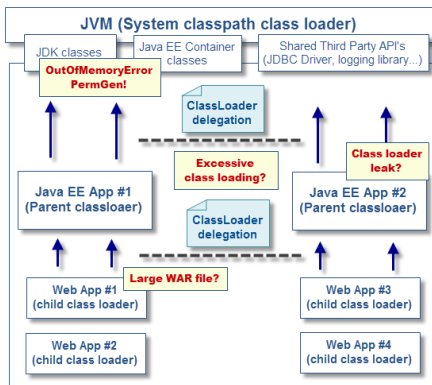 JVM (System classpath class loader)
JDK classes
Java EE Container
classes
Shared Third Party API's
(JDBC Driver, logging library...)
OutOfMemoryError
PermGen!
ClassLoader
delegation
Excessive
class loading?
Class loader
leak?
Java EE App #1
(Parent classloaer)
Java EE App #2
(Parent classloaer)
ClassLoader
delegation
Large WAR file?
Web App #1
(child class loader)
Web App #3
(child class loader)
Web App #2
(child class loader)
Web App #4
(child class loader)